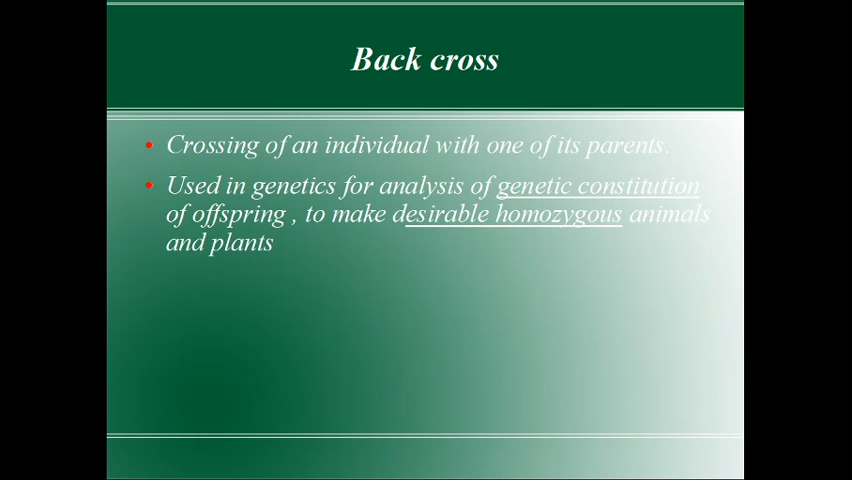 Back cross
• Crossing of an individual with one of its parents.
• Used in genetics for analysis of genetic constitution
of offspring , to make desirable homozygous animals
and plants